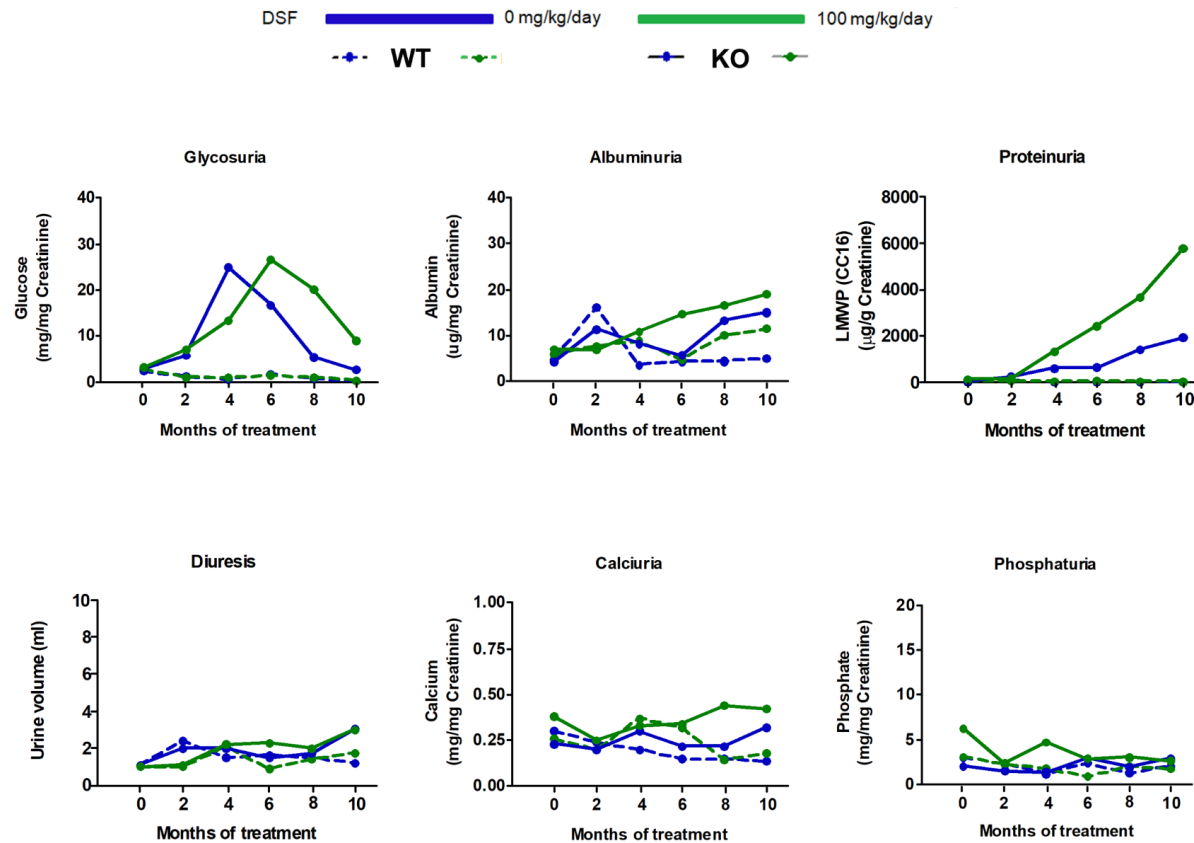 DSF 0 mg/kg/day 100 mg/kg/day
WT KO
Glycosuria
Glucose
(mg/mg Creatinine)
40
30
20
10
0
0 2 4 6 8 10
Months of treatment
Albuminuria
Albumin
(ug/mg Creatinine)
40
30
20
10
0
0 2 4 6 8 10
Months of treatment
Proteinuria
LMWP (CC16)
(µg/g Creatinine)
8000
6000
4000
2000
0
0 2 4 6 8 10
Months of treatment
Diuresis
Urine volume (ml)
10
8
6
4
2
0
0 2 4 6 8 10
Months of treatment
Calciuria
Calcium
(mg/mg Creatinine)
1.00
0.75
0.50
0.25
0.00
0 2 4 6 8 10
Months of treatment
Phosphaturia
Phosphate
(mg/mg Creatinine)
20
15
10
5
0
0 2 4 6 8 10
Months of treatment